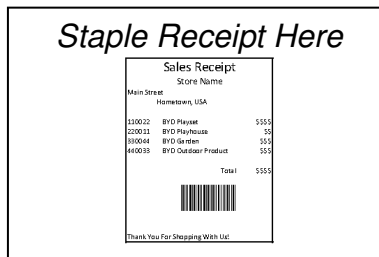 Staple Receipt Here
Sales Receipt
Store Name
Main Street
Hometown, USA
110022 BYD Playset $$$$
220011 BYD Playhouse $$
330044 BYD Garden $$$
440033 BYD Outdoor Product $$$
Total $$$$
Thank You For Shopping With Us!